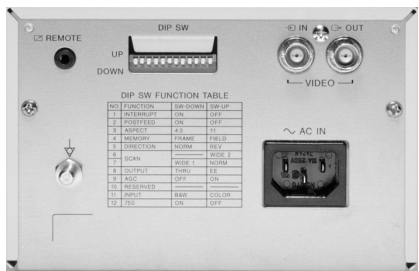 REMOTE
DIP SW
IN OUT
UP
DOWN
VIDEO
DIP SW FUNCTION TABLE
NO FUNCTION SW-DOWN SW-UP
1 INTERRUPT ON OFF
2 POSTFEED ON OFF
3 ASPECT 4:3 1:1
4 MEMORY FRAME FIELD
5 DIRECTION NORM REV
6 SCAN WIDE 2
7 WIDE 1 NORM
8 OUTPUT THRU EE
9 AGC OFF ON
10 RESERVED
11 INPUT B&W COLOR
12 75Ω ON OFF
AC IN